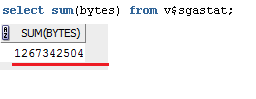 select sum(bytes) from v$sgastat;
SUM(BYTES)
1267342504